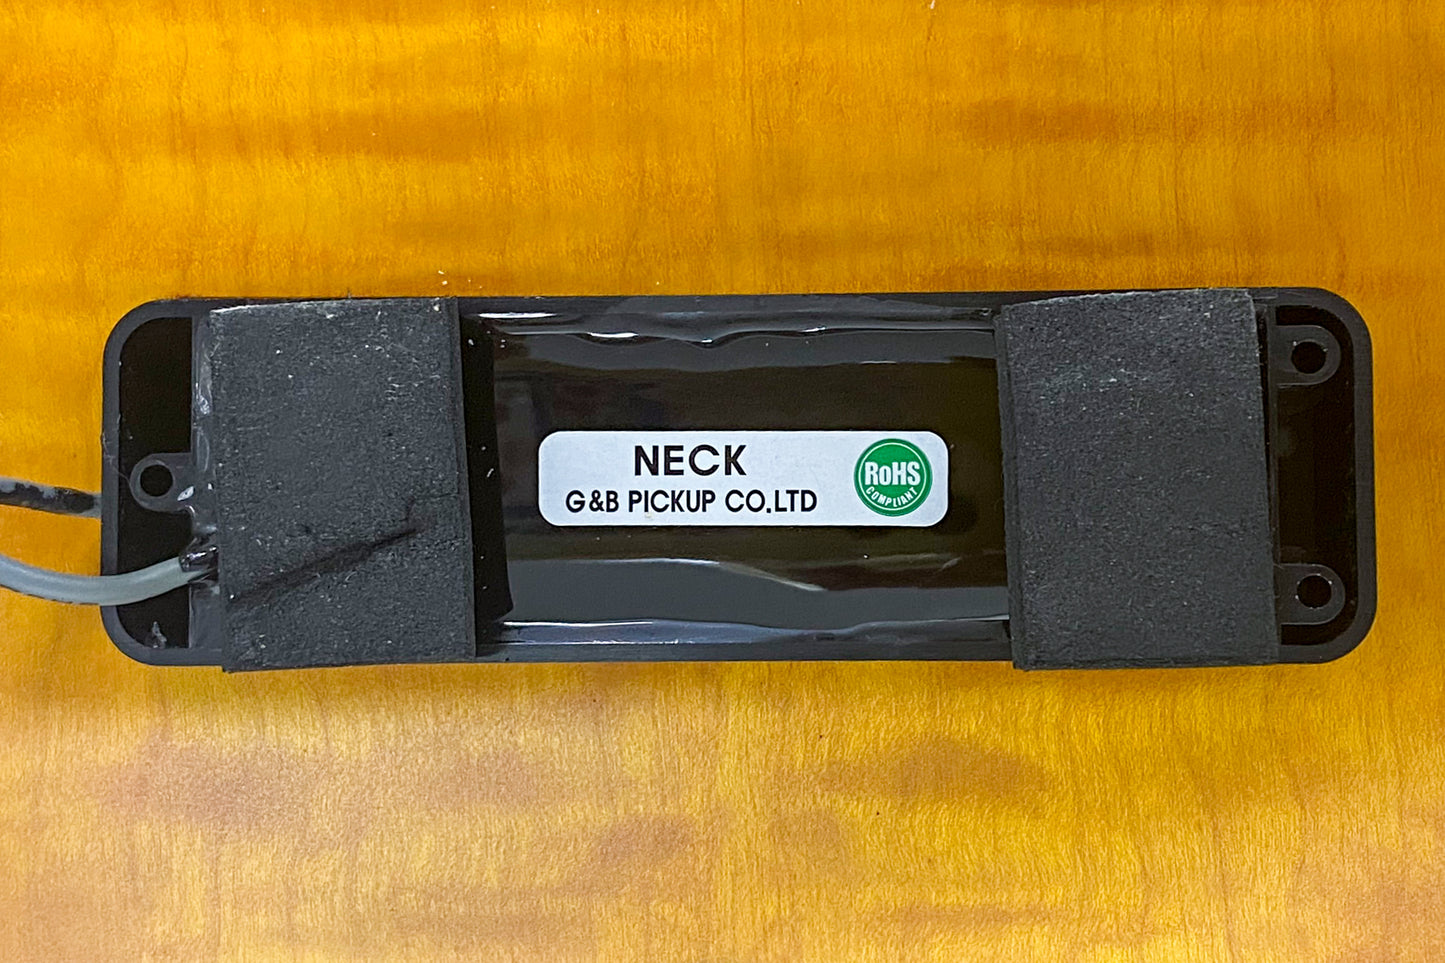 NECK
G&B PICKUP CO.LTD
RoHS
COMPLIANT